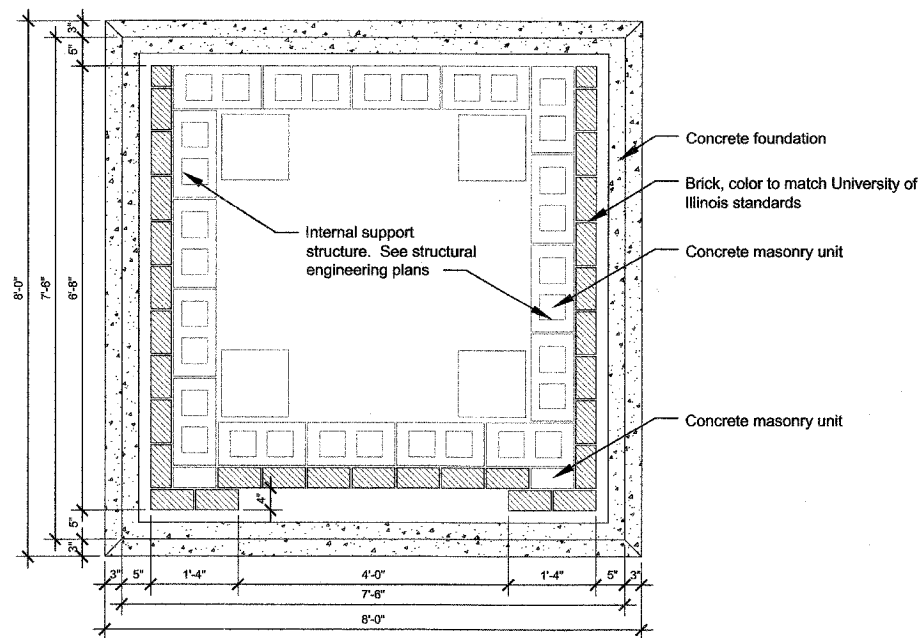 3"
5"
8'-0"
7'-6"
6'-8"
5"
3"
Concrete foundation
Brick, color to match University of
Illinois standards
Internal support
structure. See structural
engineering plans
Concrete masonry unit
Concrete masonry unit
4"
3"
5"
1'-4"
4'-0"
1'-4"
5"
3"
7'-6"
8'-0"